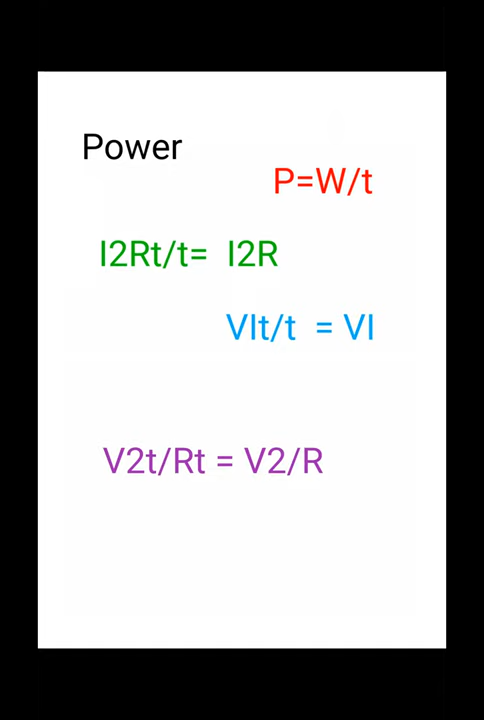 Power
P=W/t
I2Rt/t= I2R
VIt/t = VI
V2t/Rt = V2/R